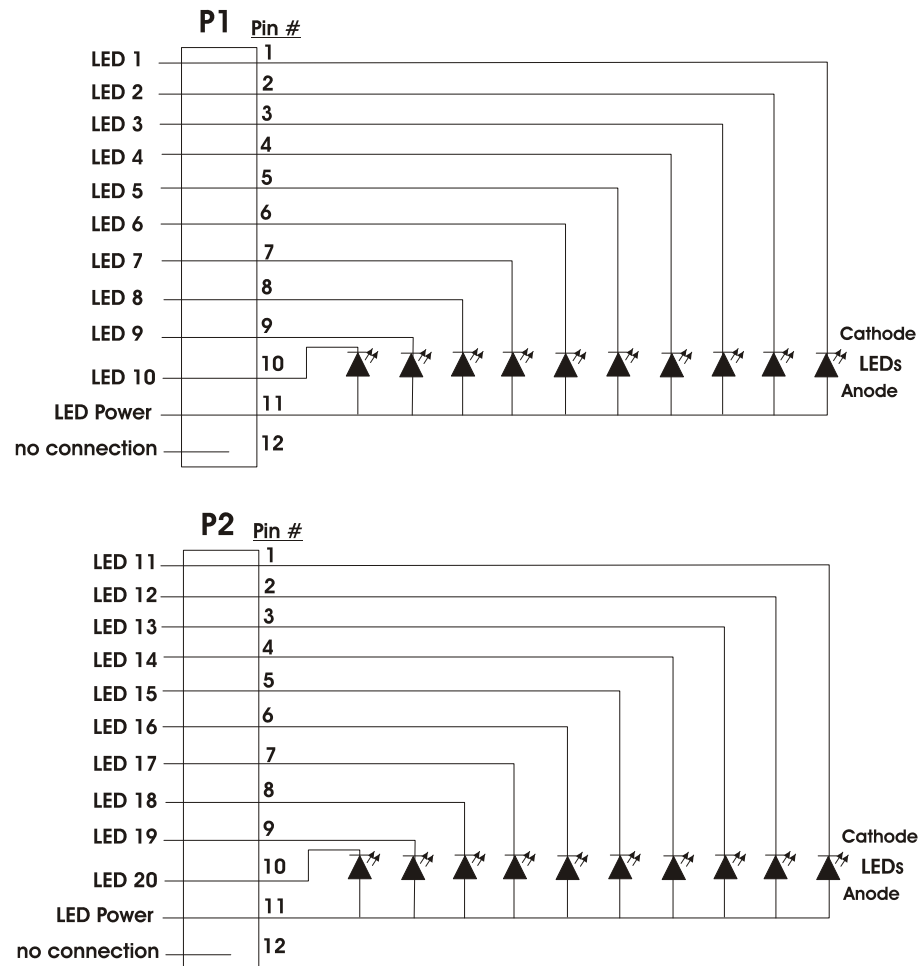 P1 Pin #
LED 1 1
LED 2 2
LED 3 3
LED 4 4
LED 5 5
LED 6 6
LED 7 7
LED 8 8
LED 9 9
Cathode
LED 10 10
LEDs
Anode
LED Power 11
no connection 12
P2 Pin #
LED 11 1
LED 12 2
LED 13 3
LED 14 4
LED 15 5
LED 16 6
LED 17 7
LED 18 8
LED 19 9
Cathode
LED 20 10
LEDs
Anode
LED Power 11
no connection 12